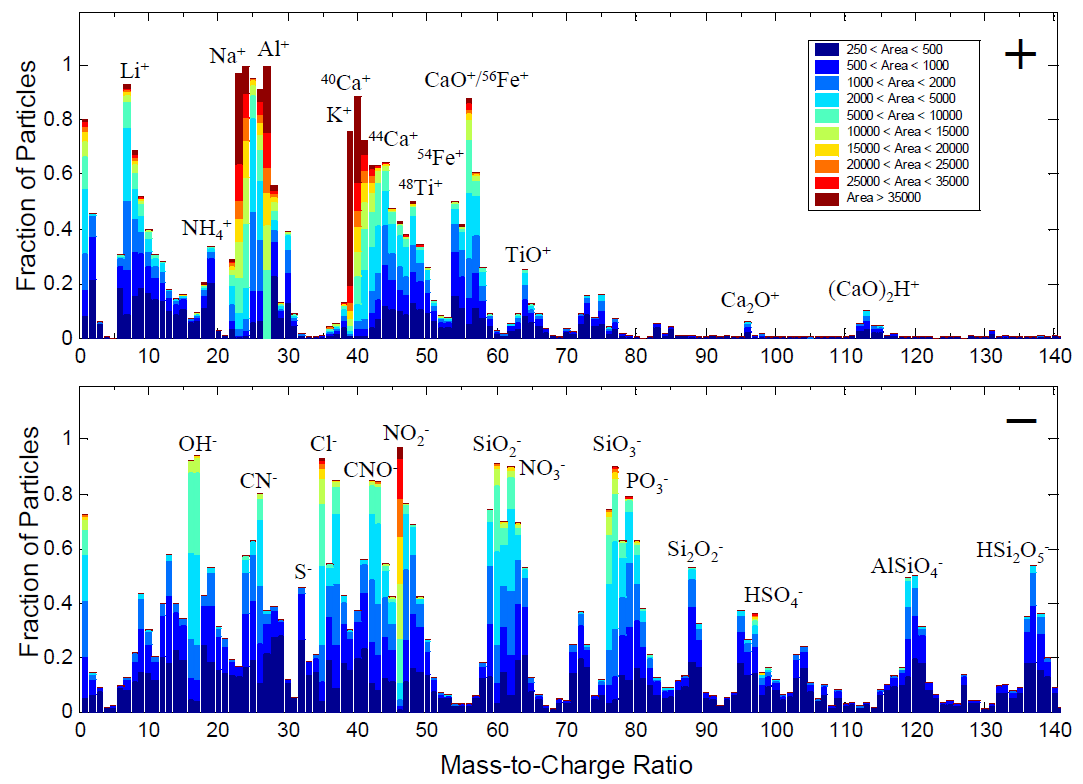 +
250 < Area < 500
500 < Area < 1000
1000 < Area < 2000
2000 < Area < 5000
5000 < Area < 10000
10000 < Area < 15000
15000 < Area < 20000
20000 < Area < 25000
25000 < Area < 35000
Area > 35000
Li⁺
NH₄⁺
Na⁺
Al⁺
K⁺
⁴⁰Ca⁺
⁴⁴Ca⁺
⁴⁸Ti⁺
⁵⁴Fe⁺
CaO⁺/⁵⁶Fe⁺
TiO⁺
Ca₂O⁺
(CaO)₂H⁺
Fraction of Particles
1
0.8
0.6
0.4
0.2
0
0 10 20 30 40 50 60 70 80 90 100 110 120 130 140
−
OH⁻
CN⁻
S⁻
Cl⁻
CNO⁻
NO₂⁻
SiO₂⁻
NO₃⁻
SiO₃⁻
PO₃⁻
Si₂O₂⁻
HSO₄⁻
AlSiO₄⁻
HSi₂O₅⁻
Fraction of Particles
1
0.8
0.6
0.4
0.2
0
0 10 20 30 40 50 60 70 80 90 100 110 120 130 140
Mass-to-Charge Ratio